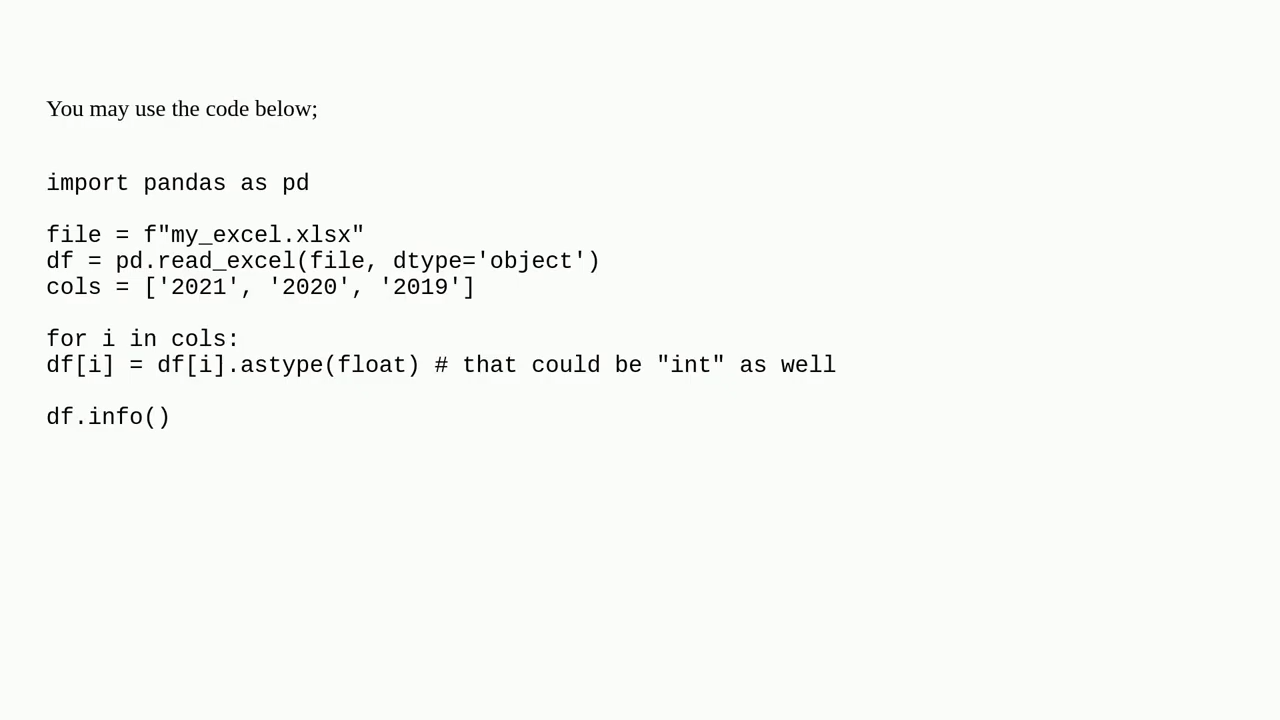 You may use the code below;
import pandas as pd
file = f"my_excel.xlsx"
df = pd.read_excel(file, dtype='object')
cols = ['2021', '2020', '2019']
for i in cols:
df[i] = df[i].astype(float) # that could be "int" as well
df.info()